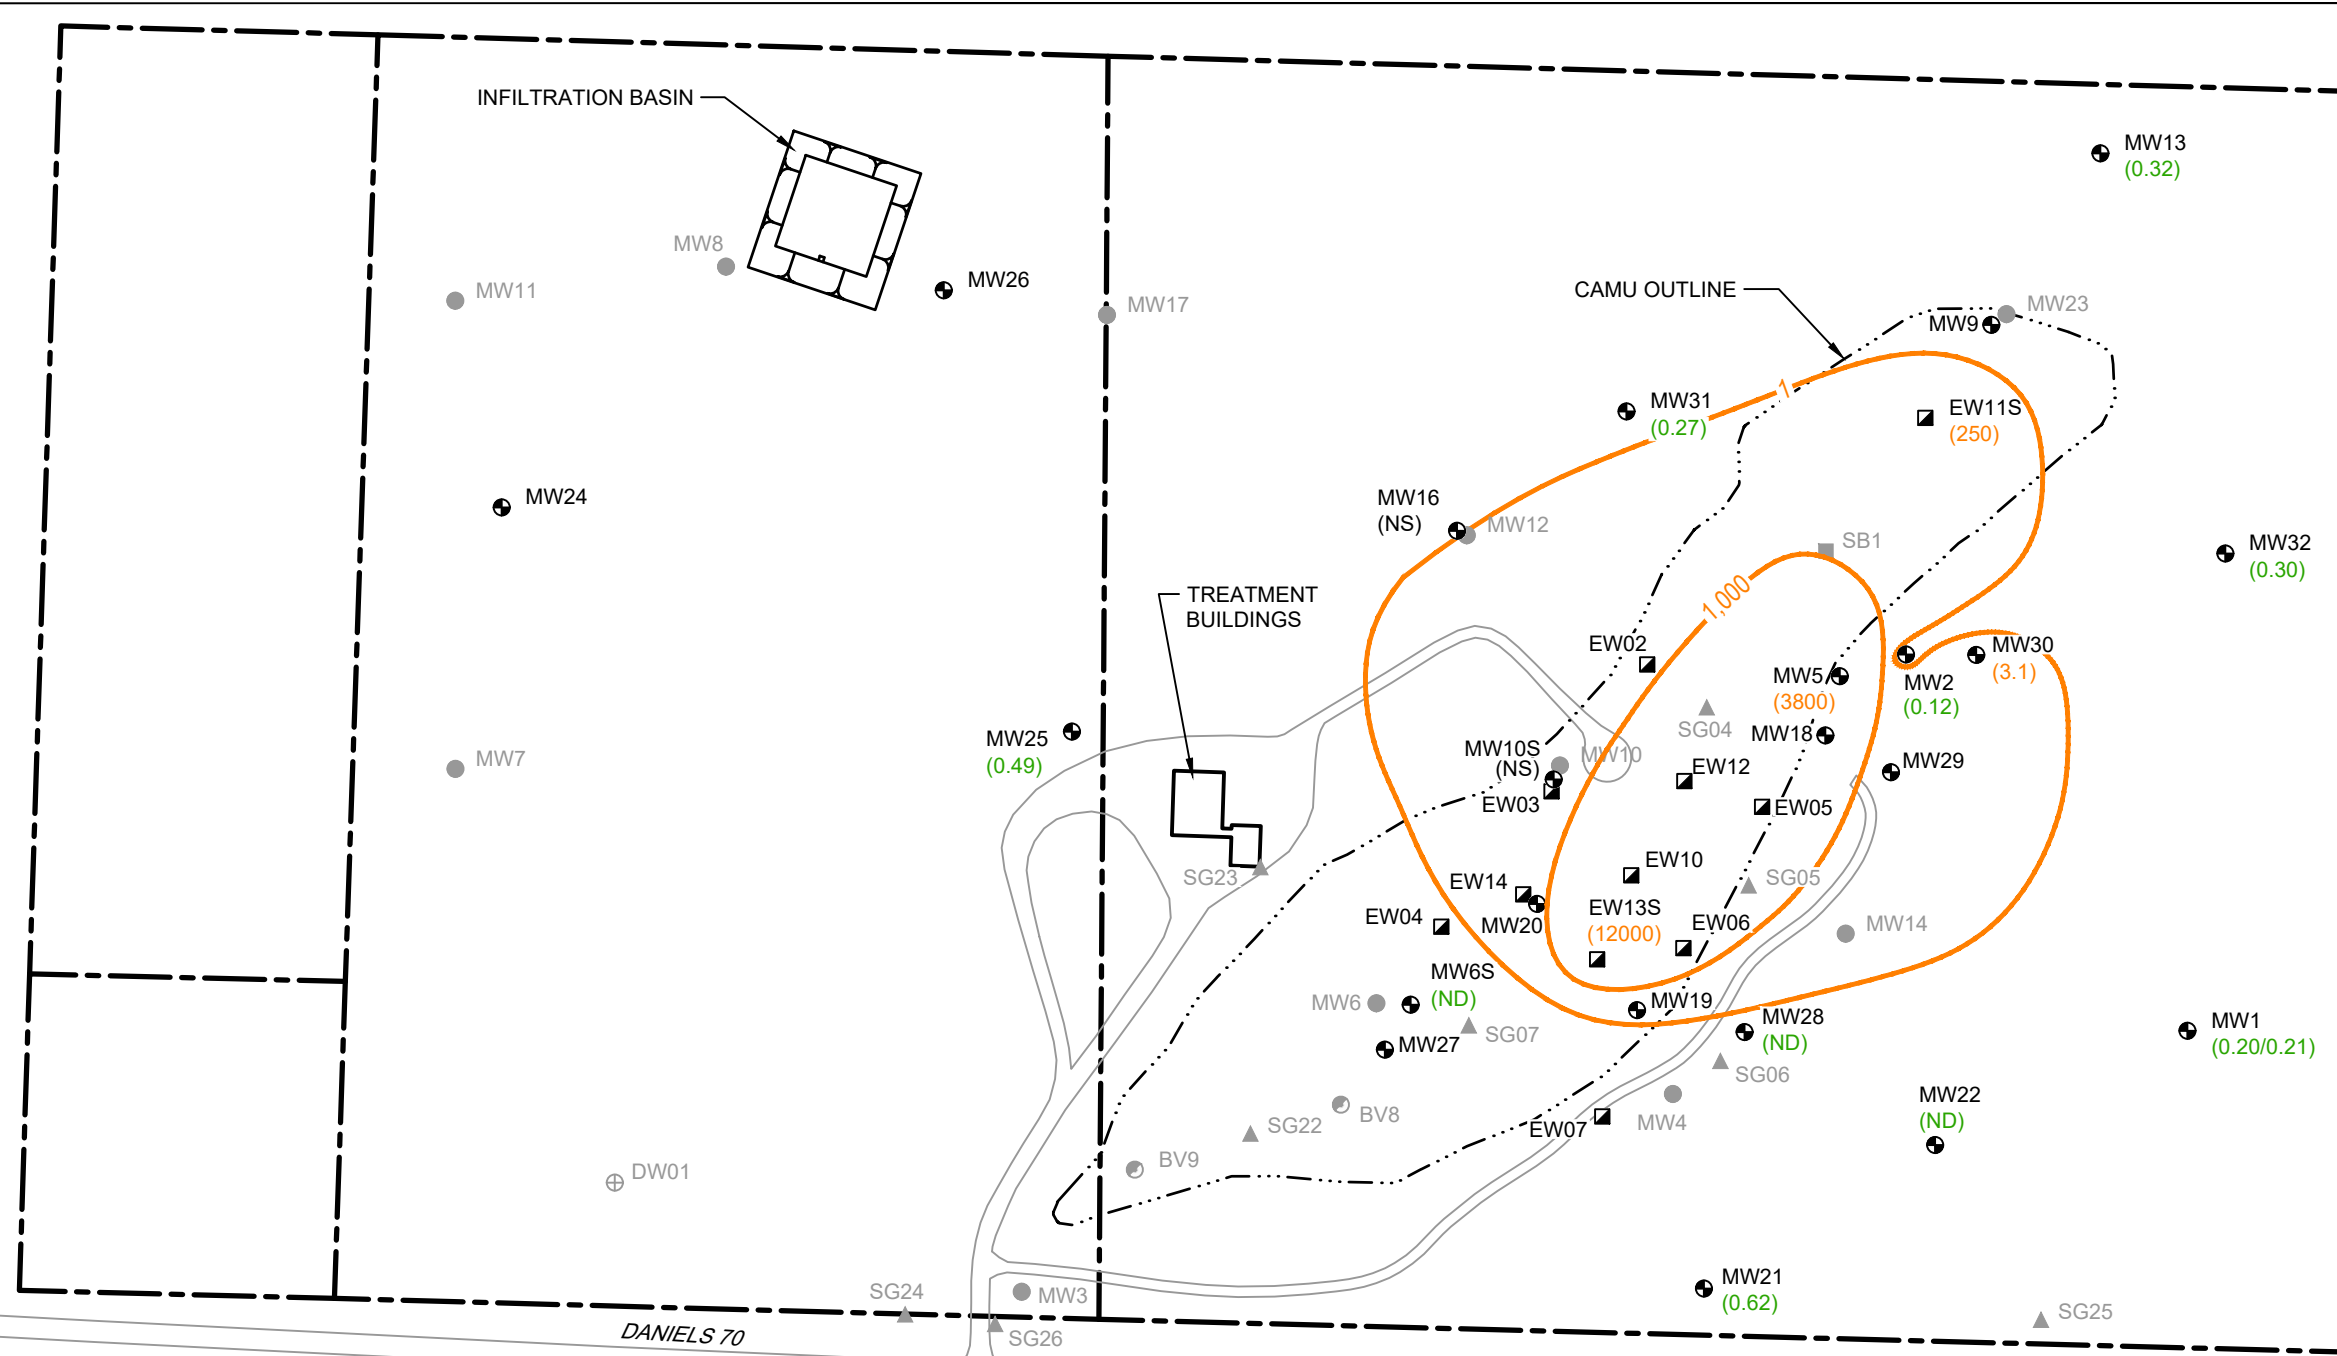 INFILTRATION BASIN
MW13
(0.32)
MW8
MW11
MW26
MW17
CAMU OUTLINE
MW23
MW9
1
MW31
(0.27)
EW11S
(250)
MW24
MW16
(NS)
MW12
SB1
MW32
(0.30)
TREATMENT
BUILDINGS
1,000
EW02
MW30
(3.1)
MW5
(3800)
MW2
(0.12)
SG04
MW25
(0.49)
MW18
MW7
MW10S
(NS)
MW10
EW12
MW29
EW03
EW05
SG23
EW14
EW10
SG05
EW04
MW20
EW13S
(12000)
EW06
MW14
MW6S
(ND)
MW6
SG07
MW19
MW28
(ND)
MW1
(0.20/0.21)
MW27
SG06
MW22
(ND)
BV8
SG22
EW07
MW4
BV9
DW01
MW21
(0.62)
SG24
MW3
SG25
SG26
DANIELS 70